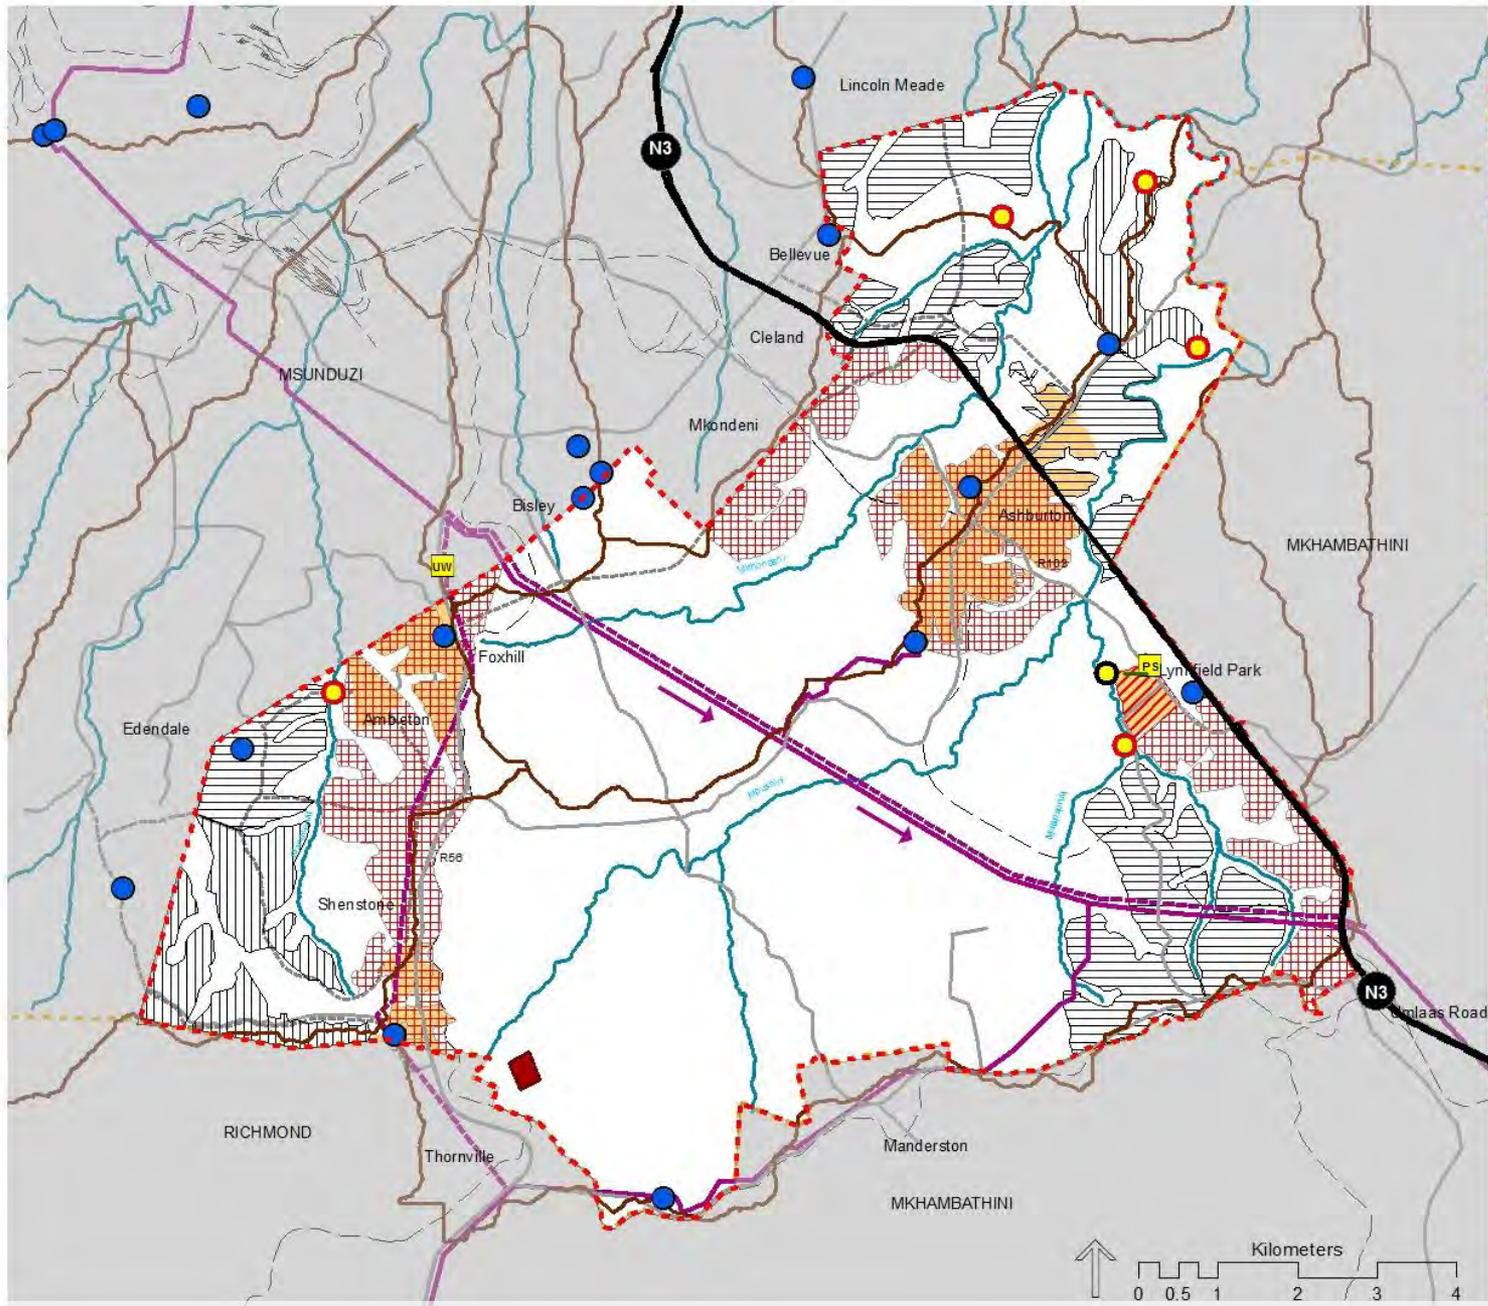 Lincoln Meade
N3
Bellevue
Cleland
MSUNDUZI
Mkondeni
Bisley
Ashburton
MKHAMBATHINI
R103
UW
Foxhill
PS
Lynnfield Park
Ambleton
Edendale
Mpushini
R56
Shenstone
N3
Umlaas Road
RICHMOND
Thornville
Manderston
MKHAMBATHINI
Kilometers
0 0.5 1 2 3 4